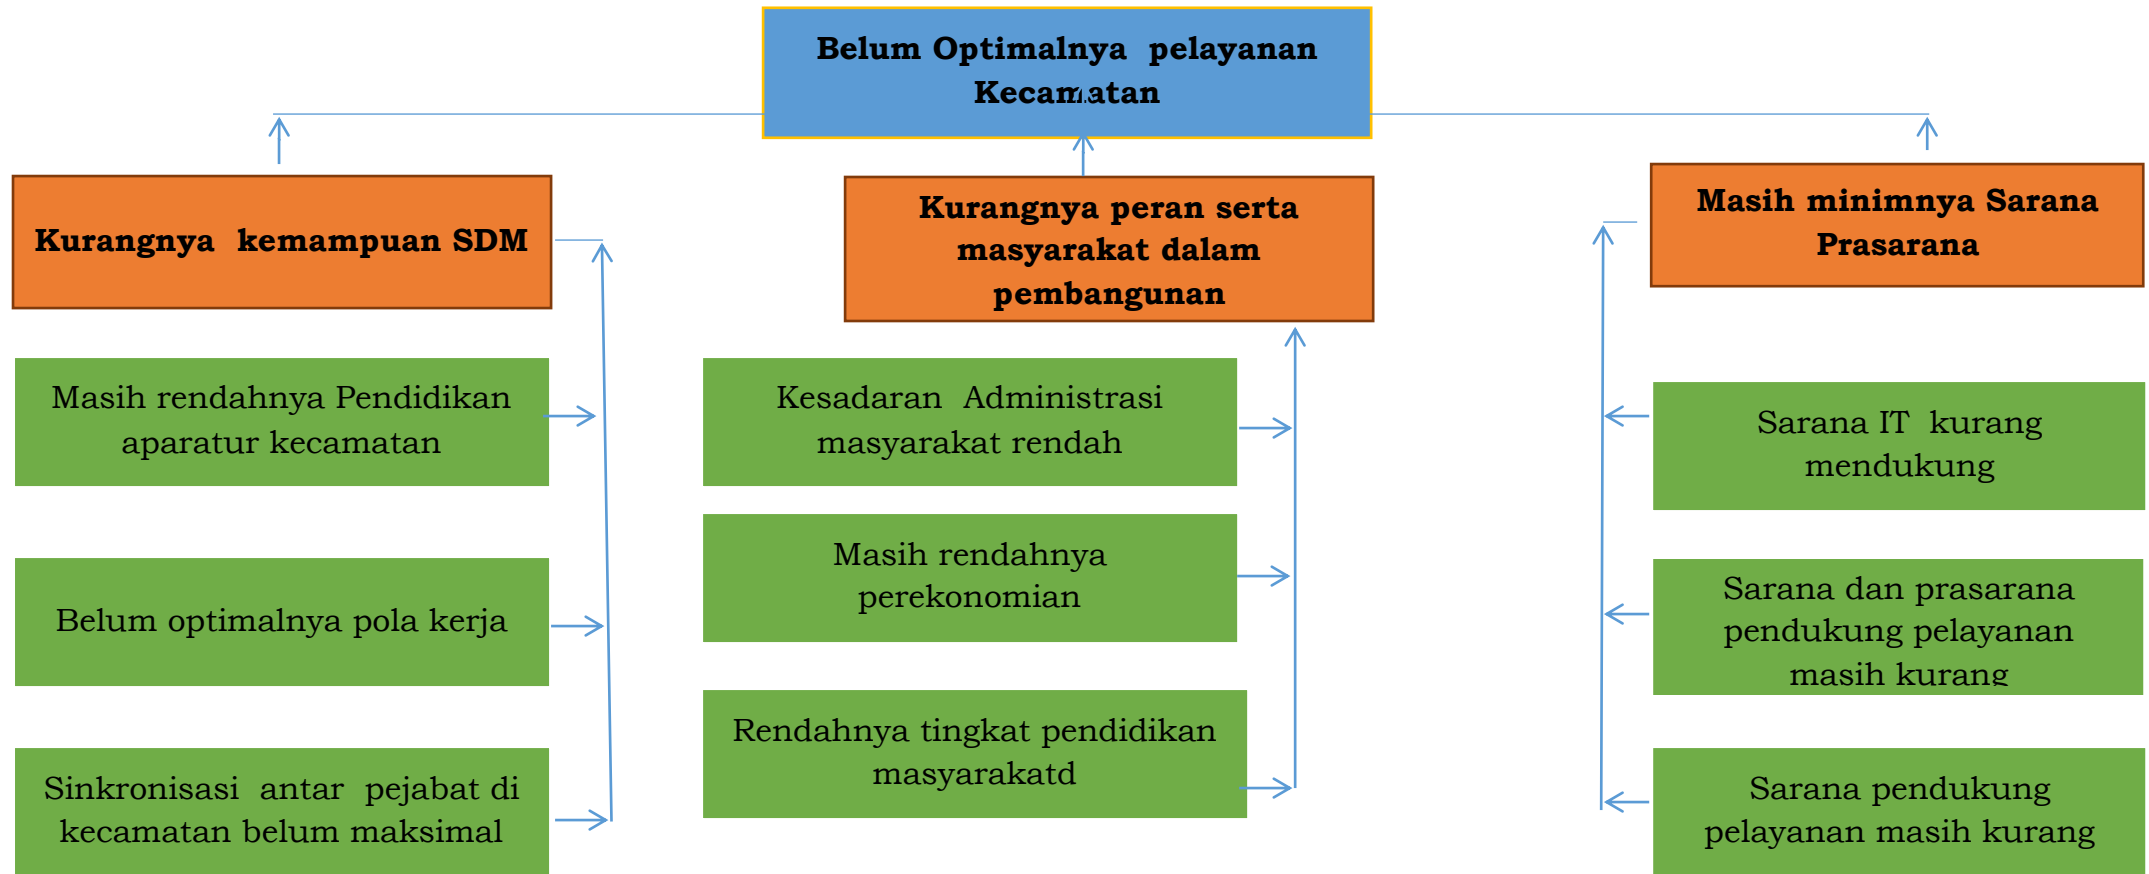 Belum Optimalnya  pelayanan
Kecamatan
Kurangnya  kemampuan SDM
Kurangnya peran serta
masyarakat dalam
pembangunan
Masih minimnya Sarana
Prasarana
Masih rendahnya Pendidikan
aparatur kecamatan
Belum optimalnya pola kerja
Sinkronisasi  antar  pejabat di
kecamatan belum maksimal
Kesadaran  Administrasi
masyarakat rendah
Masih rendahnya
perekonomian
Rendahnya tingkat pendidikan
masyarakatd
Sarana IT  kurang
mendukung
Sarana dan prasarana
pendukung pelayanan
masih kurang
Sarana pendukung
pelayanan masih kurang